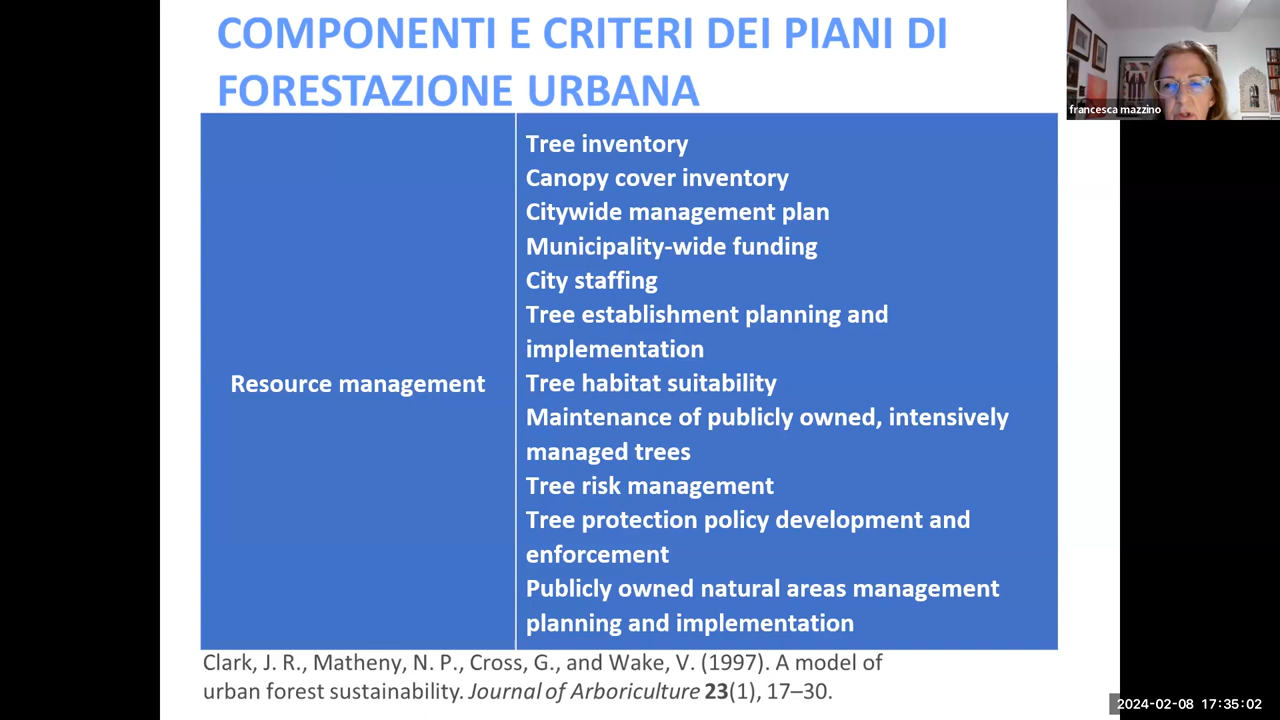 COMPONENTI E CRITERI DEI PIANI DI
FORESTAZIONE URBANA
francesca mazzino
Resource management
Tree inventory
Canopy cover inventory
Citywide management plan
Municipality-wide funding
City staffing
Tree establishment planning and
implementation
Tree habitat suitability
Maintenance of publicly owned, intensively
managed trees
Tree risk management
Tree protection policy development and
enforcement
Publicly owned natural areas management
planning and implementation
Clark, J. R., Matheny, N. P., Cross, G., and Wake, V. (1997). A model of
urban forest sustainability. Journal of Arboriculture 23(1), 17–30.
2024-02-08 17:35:02